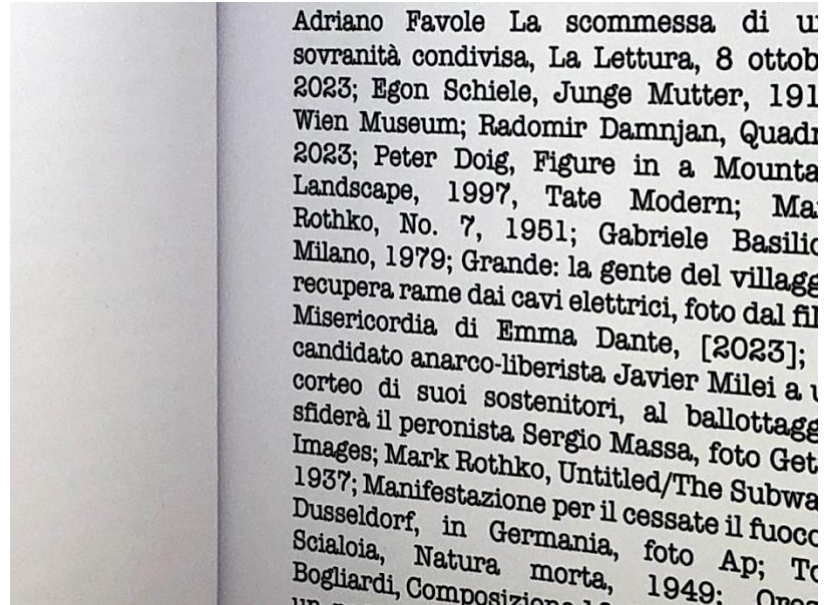 Adriano Favole La scommessa di
sovranità condivisa, La Lettura, 8
2023; Egon Schiele, Junge Mutter,
Wien Museum; Radomir Damnjan,
2023; Peter Doig, Figure in a
Landscape, 1997, Tate Modern;
Rothko, No. 7, 1951; Gabriele
Milano, 1979; Grande: la gente del
recupera rame dai cavi elettrici, foto dal
Misericordia di Emma Dante, [2023];
candidato anarco-liberista Javier Milei a
corteo di suoi sostenitori, al
sfiderà il peronista Sergio Massa, foto
Images; Mark Rothko, Untitled/The
1937; Manifestazione per il cessate il
Dusseldorf, in Germania, foto Ap;
Scialoia, Natura morta, 1949;
Bogliardi, Composizione